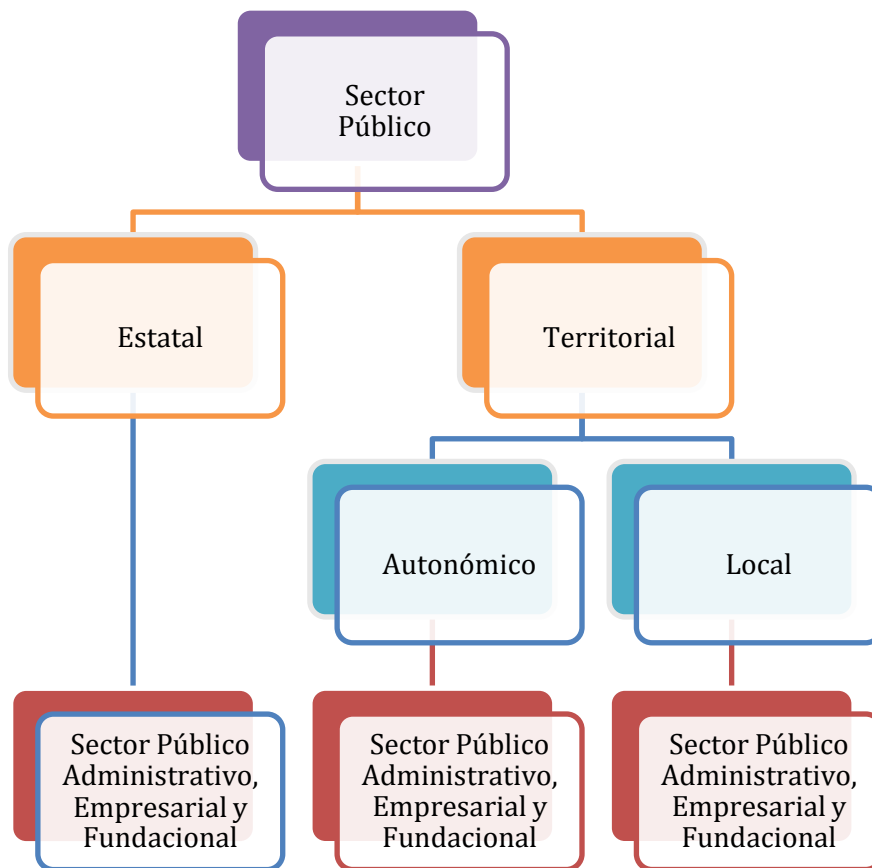 Sector
Público
Estatal
Territorial
Autonómico
Local
Sector Público
Administrativo,
Empresarial y
Fundacional
Sector Público
Administrativo,
Empresarial y
Fundacional
Sector Público
Administrativo,
Empresarial y
Fundacional